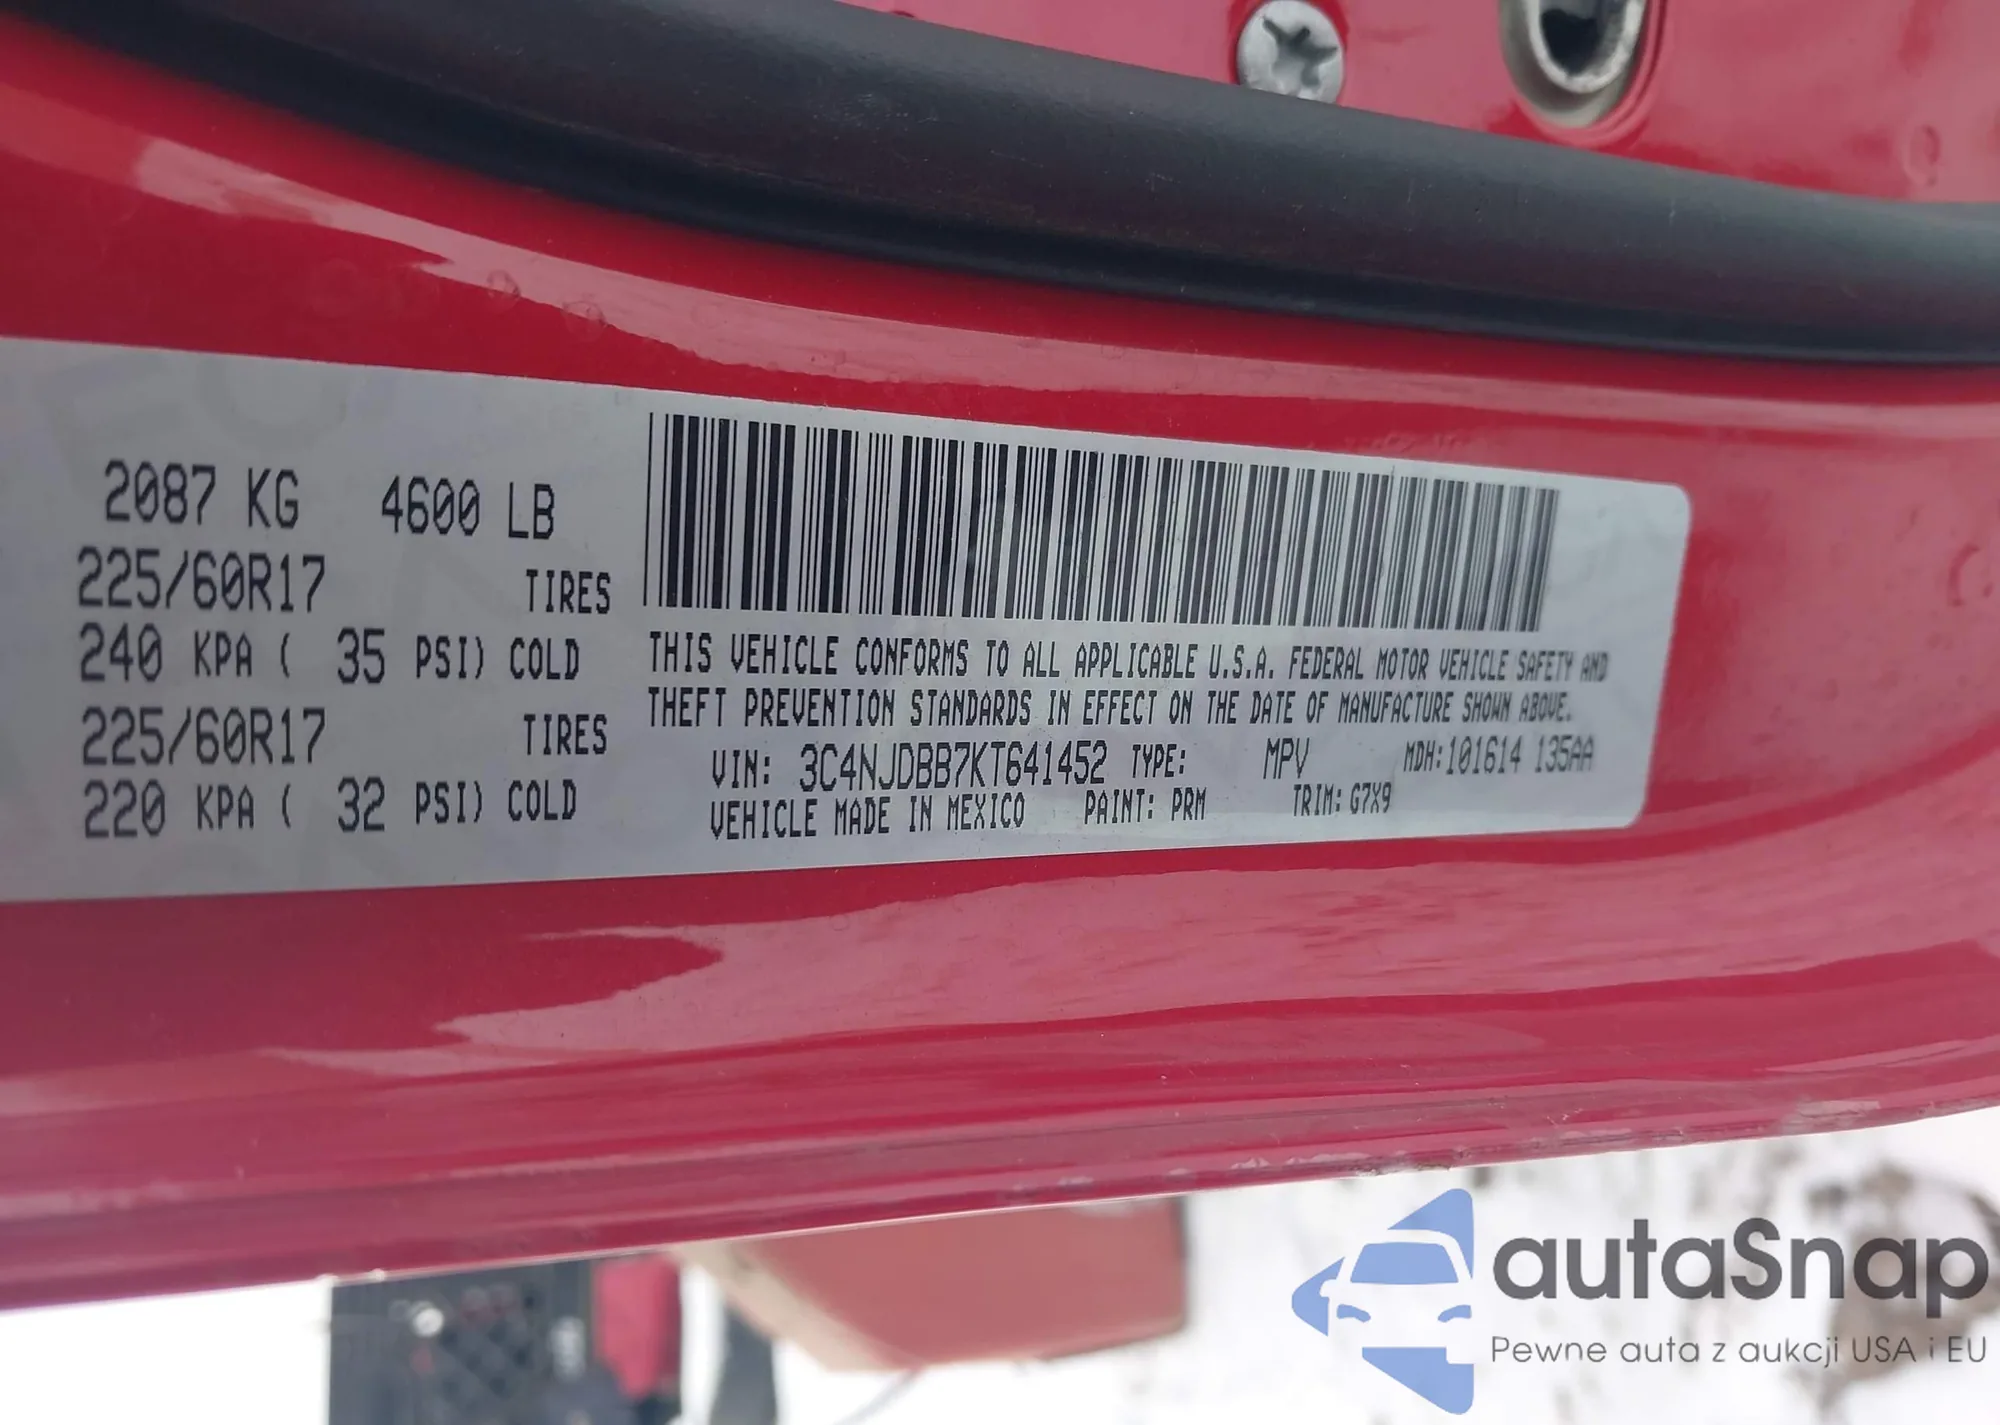 2087 KG 4600 LB
225/60R17 TIRES
240 KPA ( 35 PSI) COLD
225/60R17 TIRES
220 KPA ( 32 PSI) COLD
THIS VEHICLE CONFORMS TO ALL APPLICABLE U.S.A. FEDERAL MOTOR VEHICLE SAFETY AND
THEFT PREVENTION STANDARDS IN EFFECT ON THE DATE OF MANUFACTURE SHOWN ABOVE.
VIN: 3C4NJDBB7KT641452 TYPE: MPV MDH:101614 135AA
VEHICLE MADE IN MEXICO PAINT: PRM TRIM: G7X9
autaSnap
Pewne auta z aukcji USA i EU